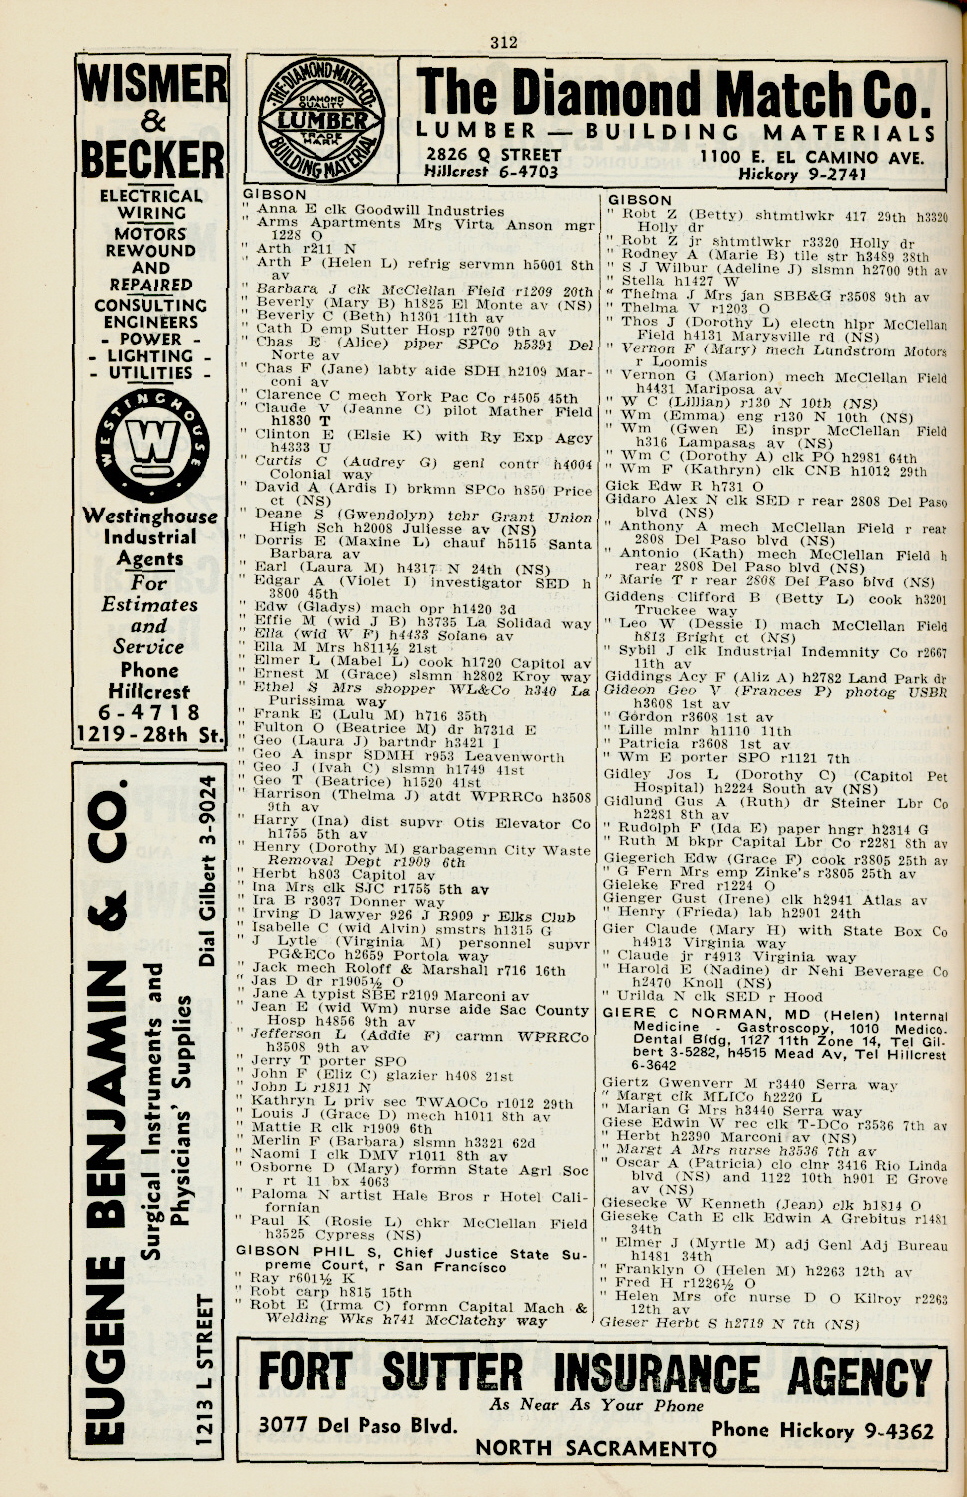 312
WISMER
&
BECKER
ELECTRICAL
WIRING
MOTORS
REWOUND
AND
REPAIRED
CONSULTING
ENGINEERS
- POWER -
- LIGHTING -
- UTILITIES -
WESTINGHOUSE
W
Westinghouse
Industrial
Agents
For
Estimates
and
Service
Phone
Hillcrest
6-4718
1219-28th St.
EUGENE BENJAMIN & CO.
Surgical Instruments and
Physicians' Supplies
1213 L STREET
Dial Gilbert 3-9024
THE-DIAMOND-MATCH-CO-
DIAMOND
QUALITY
LUMBER
TRADE
MARK
BUILDING MATERIAL
The Diamond Match Co.
LUMBER — BUILDING MATERIALS
2826 Q STREET
Hillcrest 6-4703
1100 E. EL CAMINO AVE.
Hickory 9-2741
GIBSON
" Anna E clk Goodwill Industries
" Arms Apartments Mrs Virta Anson mgr
1228 O
" Arth r211 N
" Arth P (Helen L) refrig servmn h5001 8th
av
" Barbara J clk McClellan Field r1209 20th
" Beverly (Mary B) h1825 El Monte av (NS)
" Beverly C (Beth) h1301 11th av
" Cath D emp Sutter Hosp r2700 9th av
" Chas E (Alice) piper SPCo h5391 Del
Norte av
" Chas F (Jane) labty aide SDH h2109 Mar-
coni av
" Clarence C mech York Pac Co r4505 45th
" Claude V (Jeanne C) pilot Mather Field
h1830 T
" Clinton E (Elsie K) with Ry Exp Agcy
h4333 U
" Curtis C (Audrey G) genl contr h4004
Colonial way
" David A (Ardis I) brkmn SPCo h850 Price
ct (NS)
" Deane S (Gwendolyn) tchr Grant Union
High Sch h2008 Juliesse av (NS)
" Dorris E (Maxine L) chauf h5115 Santa
Barbara av
" Earl (Laura M) h4317 N 24th (NS)
" Edgar A (Violet I) investigator SED h
3800 45th
" Edw (Gladys) mach opr h1420 3d
" Effie M (wid J B) h3735 La Solidad way
" Ella (wid W F) h4433 Solano av
" Ella M Mrs h811½ 21st
" Elmer L (Mabel L) cook h1720 Capitol av
" Ernest M (Grace) slsmn h2802 Kroy way
" Ethel S Mrs shopper WL&Co h340 La
Purissima way
" Frank E (Lulu M) h716 35th
" Fulton O (Beatrice M) dr h731d E
" Geo (Laura J) bartndr h3421 I
" Geo A inspr SDMH r953 Leavenworth
" Geo J (Ivah C) slsmn h1749 41st
" Geo T (Beatrice) h1520 41st
" Harrison (Thelma J) atdt WPRRCo h3508
9th av
" Harry (Ina) dist supvr Otis Elevator Co
h1755 5th av
" Henry (Dorothy M) garbagemn City Waste
Removal Dept r1909 6th
" Herbt h803 Capitol av
" Ina Mrs clk SJC r1755 5th av
" Ira B r3037 Donner way
" Irving D lawyer 926 J R909 r Elks Club
" Isabelle C (wid Alvin) smstrs h1315 G
" J Lytle (Virginia M) personnel supvr
PG&ECo h2659 Portola way
" Jack mech Roloff & Marshall r716 16th
" Jas D dr r1905½ O
" Jane A typist SBE r2109 Marconi av
" Jean E (wid Wm) nurse aide Sac County
Hosp h4856 9th av
" Jefferson L (Addie F) carmn WPRRCo
h3508 9th av
" Jerry T porter SPO
" John F (Eliz C) glazier h408 21st
" John L r1811 N
" Kathryn L priv sec TWAOCo r1012 29th
" Louis J (Grace D) mech h1011 8th av
" Mattie R clk r1909 6th
" Merlin F (Barbara) slsmn h3321 62d
" Naomi I clk DMV r1011 8th av
" Osborne D (Mary) formn State Agrl Soc
r rt 11 bx 4063
" Paloma N artist Hale Bros r Hotel Cali-
fornian
" Paul K (Rosie L) chkr McClellan Field
h3525 Cypress (NS)
GIBSON PHIL S, Chief Justice State Su-
preme Court, r San Francisco
" Ray r601½ K
" Robt carp h815 15th
" Robt E (Irma C) formn Capital Mach &
Welding Wks h741 McClatchy way
GIBSON
" Robt Z (Betty) shtmtlwkr 417 29th h3320
Holly dr
" Robt Z jr shtmtlwkr r3320 Holly dr
" Rodney A (Marie B) tile str h3489 38th
" S J Wilbur (Adeline J) slsmn h2700 9th av
" Stella h1427 W
" Thelma J Mrs jan SBB&G r3508 9th av
" Thelma V r1203 O
" Thos J (Dorothy L) electn hlpr McClellan
Field h4131 Marysville rd (NS)
" Vernon F (Mary) mech Lundstrom Motors
r Loomis
" Vernon G (Marion) mech McClellan Field
h4431 Mariposa av
" W C (Lillian) r130 N 10th (NS)
" Wm (Emma) eng r130 N 10th (NS)
" Wm (Gwen E) inspr McClellan Field
h316 Lampasas av (NS)
" Wm C (Dorothy A) clk PO h2981 64th
" Wm F (Kathryn) clk CNB h1012 29th
Gick Edw R h731 O
Gidaro Alex N clk SED r rear 2808 Del Paso
blvd (NS)
" Anthony A mech McClellan Field r rear
2808 Del Paso blvd (NS)
" Antonio (Kath) mech McClellan Field h
rear 2808 Del Paso blvd (NS)
" Marie T r rear 2808 Del Paso blvd (NS)
Giddens Clifford B (Betty L) cook h3201
Truckee way
" Leo W (Dessie I) mach McClellan Field
h813 Bright ct (NS)
" Sybil J clk Industrial Indemnity Co r2667
11th av
Giddings Acy F (Aliz A) h2782 Land Park dr
Gideon Geo V (Frances P) photog USBR
h3608 1st av
" Gordon r3608 1st av
" Lille mlnr h1110 11th
" Patricia r3608 1st av
" Wm E porter SPO r1121 7th
Gidley Jos L (Dorothy C) (Capitol Pet
Hospital) h2224 South av (NS)
Gidlund Gus A (Ruth) dr Steiner Lbr Co
h2281 8th av
" Rudolph F (Ida E) paper hngr h2314 G
" Ruth M bkpr Capital Lbr Co r2281 8th av
Giegerich Edw (Grace F) cook r3805 25th av
" G Fern Mrs emp Zinke's r3805 25th av
Gieleke Fred r1224 O
Gienger Gust (Irene) clk h2941 Atlas av
" Henry (Frieda) lab h2901 24th
Gier Claude (Mary H) with State Box Co
h4913 Virginia way
" Claude jr r4913 Virginia way
" Harold E (Nadine) dr Nehi Beverage Co
h2470 Knoll (NS)
" Urilda N clk SED r Hood
GIERE C NORMAN, MD (Helen) Internal
Medicine - Gastroscopy, 1010 Medico-
Dental Bldg, 1127 11th Zone 14, Tel Gil-
bert 3-5282, h4515 Mead Av, Tel Hillcrest
6-3642
Giertz Gwenverr M r3440 Serra way
" Margt clk MLICo h2220 L
" Marian G Mrs h3440 Serra way
Giese Edwin W rec clk T-DCo r3536 7th av
" Herbt h2390 Marconi av (NS)
" Margt A Mrs nurse h3536 7th av
" Oscar A (Patricia) clo clnr 3416 Rio Linda
blvd (NS) and 1122 10th h901 E Grove
av (NS)
Giesecke W Kenneth (Jean) clk h1814 O
Gieseke Cath E clk Edwin A Grebitus r1481
34th
" Elmer J (Myrtle M) adj Genl Adj Bureau
h1481 34th
" Franklyn O (Helen M) h2263 12th av
" Fred H r1226½ O
" Helen Mrs ofc nurse D O Kilroy r2263
12th av
Gieser Herbt S h2719 N 7th (NS)
FORT SUTTER INSURANCE AGENCY
As Near As Your Phone
3077 Del Paso Blvd.
Phone Hickory 9-4362
NORTH SACRAMENTO